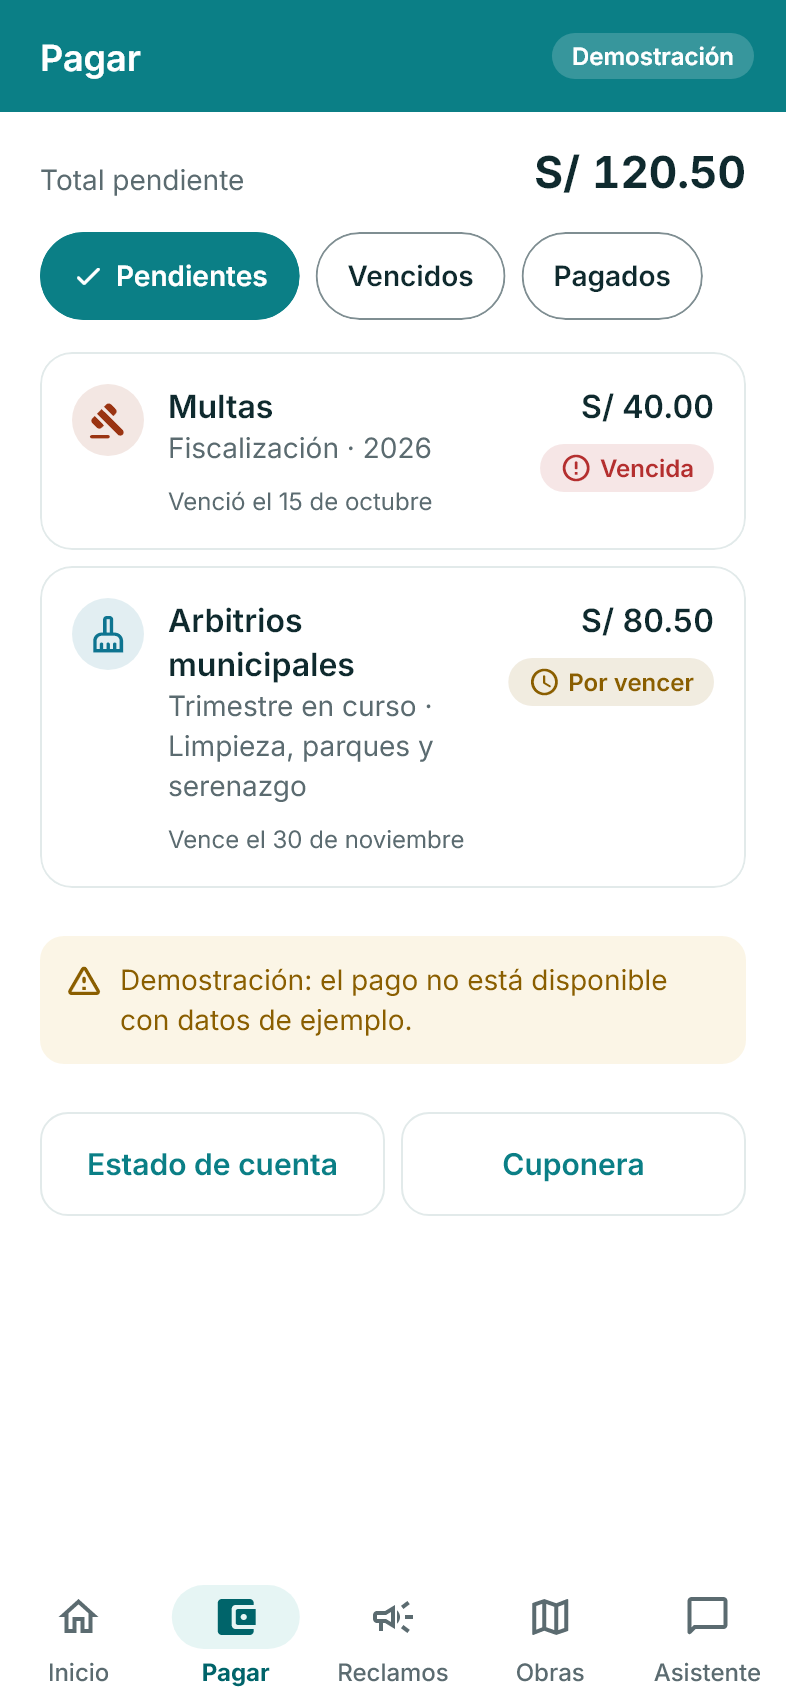 Pagar
Demostración
Total pendiente
S/ 120.50
Pendientes
Vencidos
Pagados
Multas
S/ 40.00
Fiscalización · 2026
Vencida
Venció el 15 de octubre
Arbitrios
municipales
S/ 80.50
Por vencer
Trimestre en curso ·
Limpieza, parques y
serenazgo
Vence el 30 de noviembre
Demostración: el pago no está disponible
con datos de ejemplo.
Estado de cuenta
Cuponera
Inicio
Pagar
Reclamos
Obras
Asistente